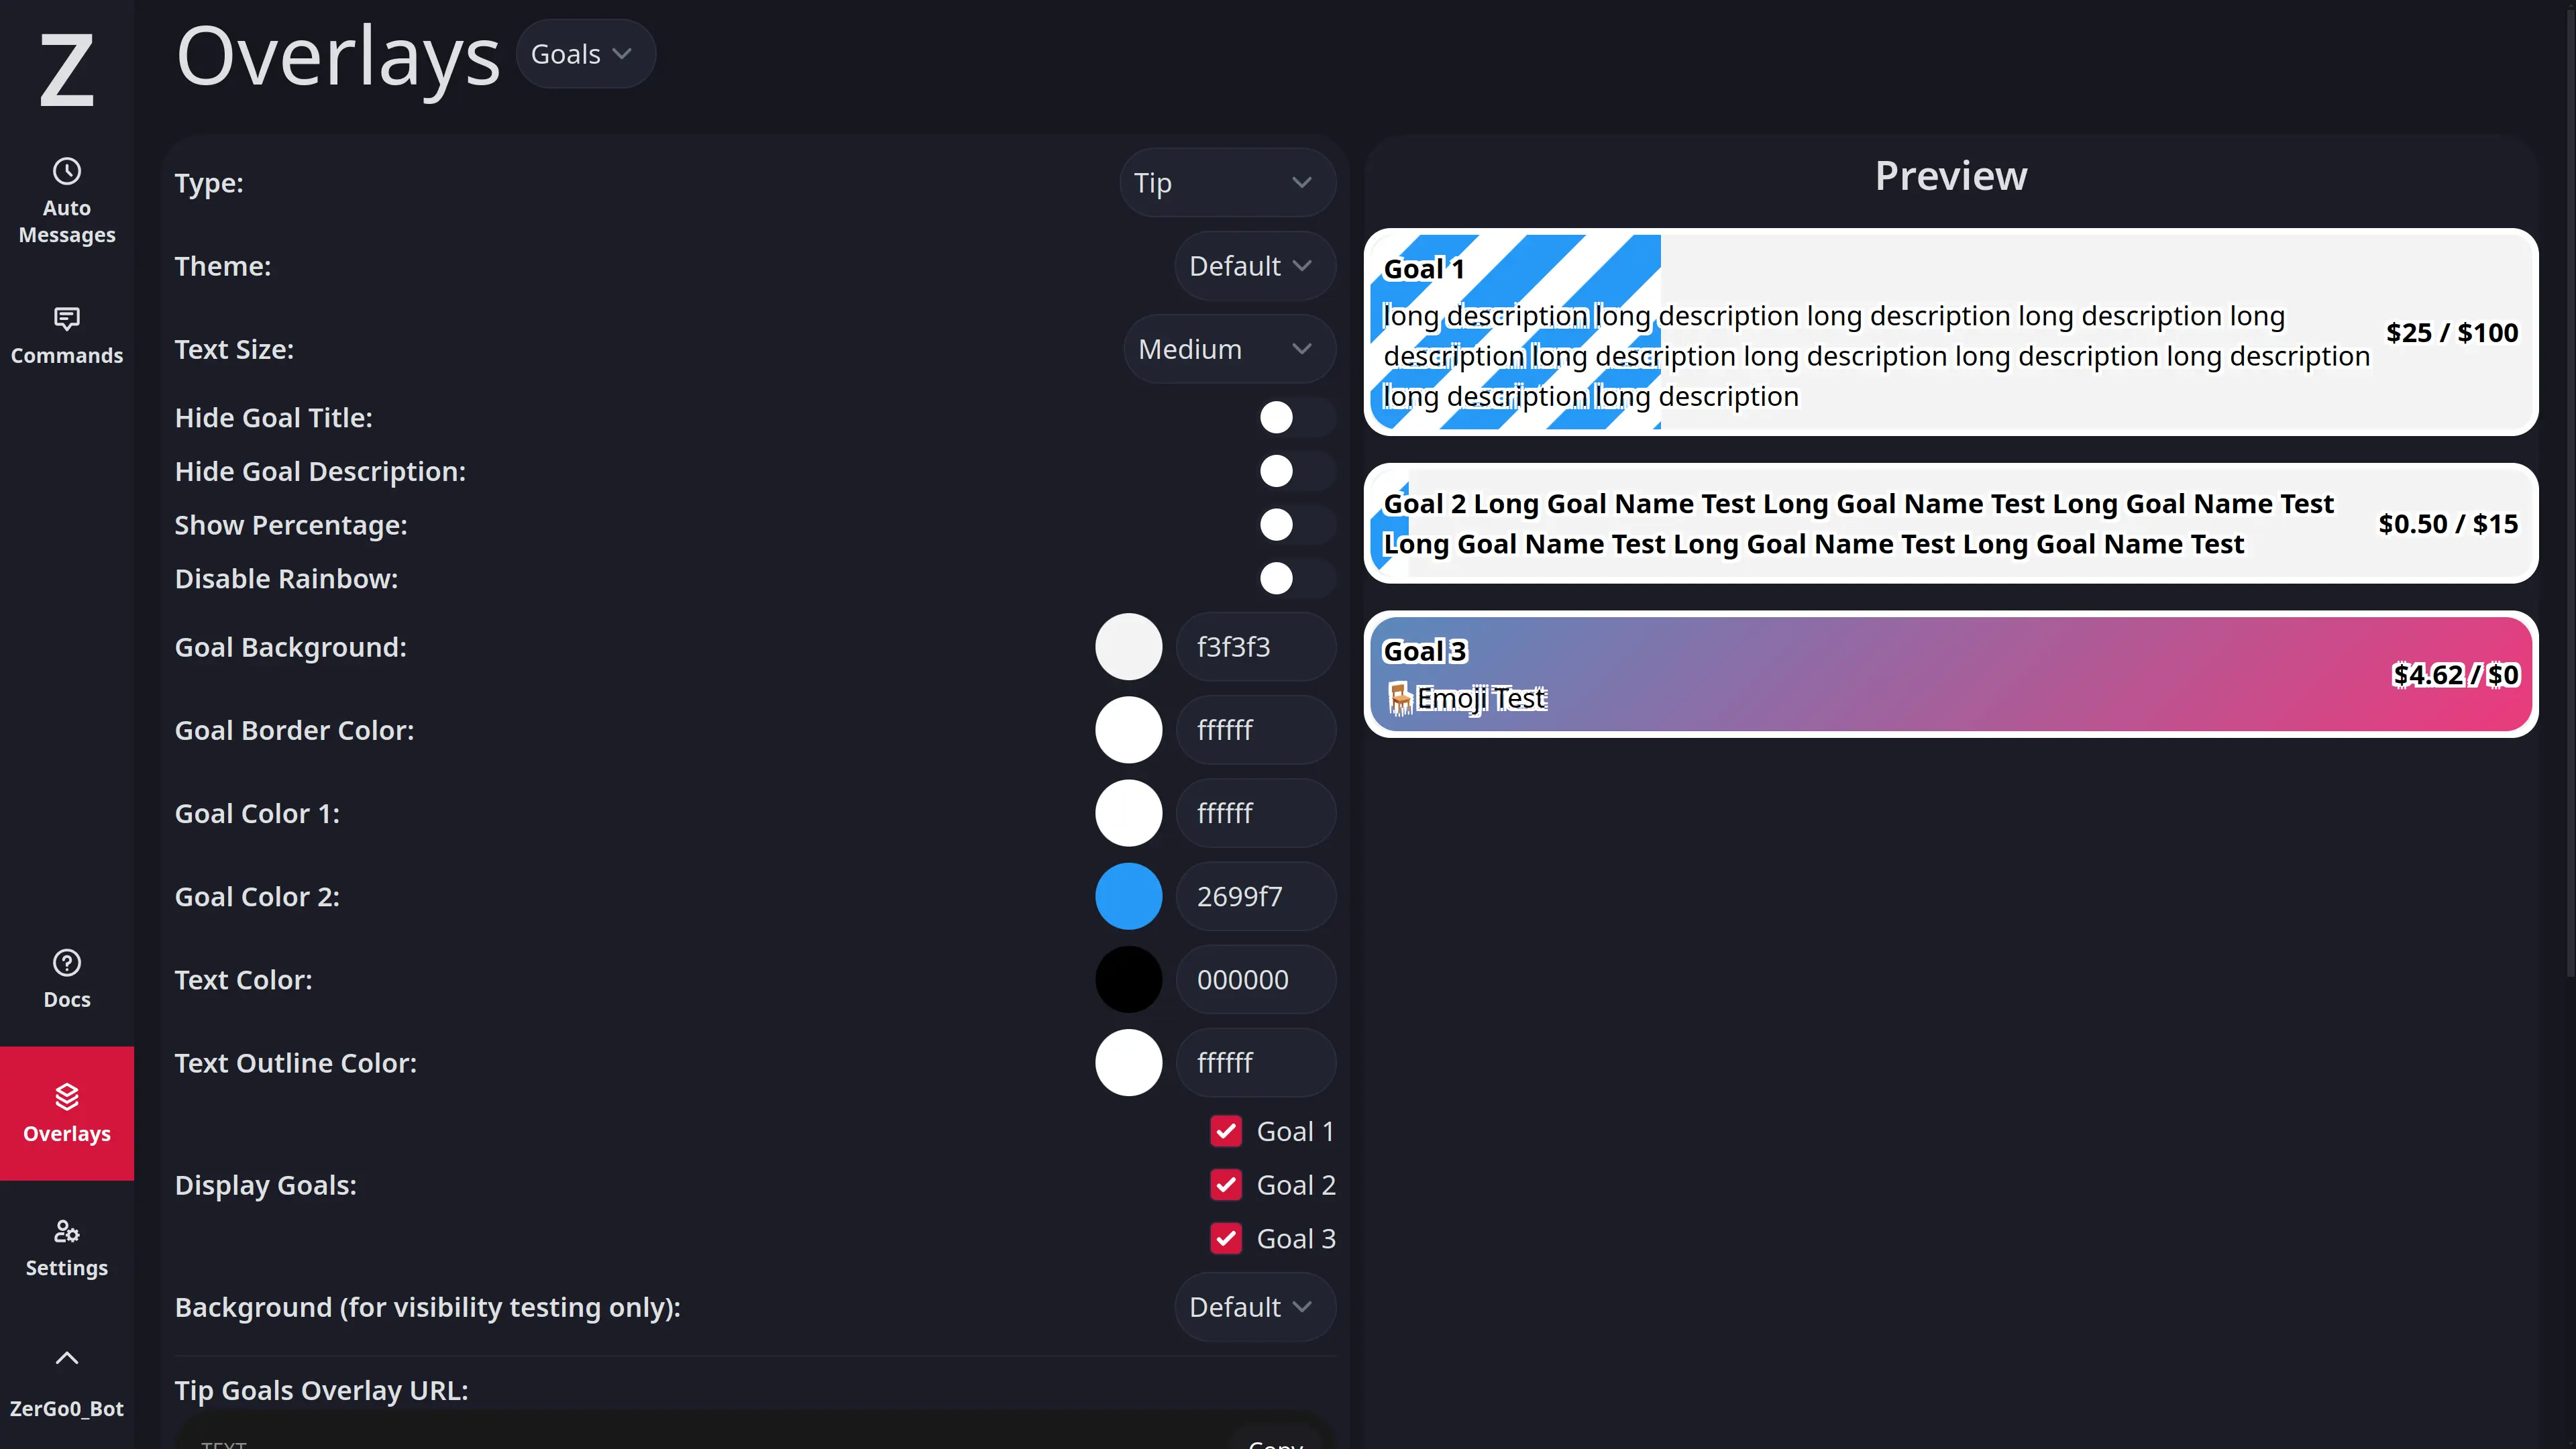 Z
Auto
Messages
Commands
Docs
Overlays
Settings
ZerGo0_Bot
Overlays
Goals
Type:
Tip
Theme:
Default
Text Size:
Medium
Hide Goal Title:
Hide Goal Description:
Show Percentage:
Disable Rainbow:
Goal Background:
f3f3f3
Goal Border Color:
ffffff
Goal Color 1:
ffffff
Goal Color 2:
2699f7
Text Color:
000000
Text Outline Color:
ffffff
Display Goals:
Goal 1
Goal 2
Goal 3
Background (for visibility testing only):
Default
Tip Goals Overlay URL:
TEXT
Copy
Preview
Goal 1
long description long description long description long description long
description long description long description long description long description
long description long description
$25 / $100
Goal 2 Long Goal Name Test Long Goal Name Test Long Goal Name Test
Long Goal Name Test Long Goal Name Test Long Goal Name Test
$0.50 / $15
Goal 3
🪑Emoji Test
$4.62 / $0